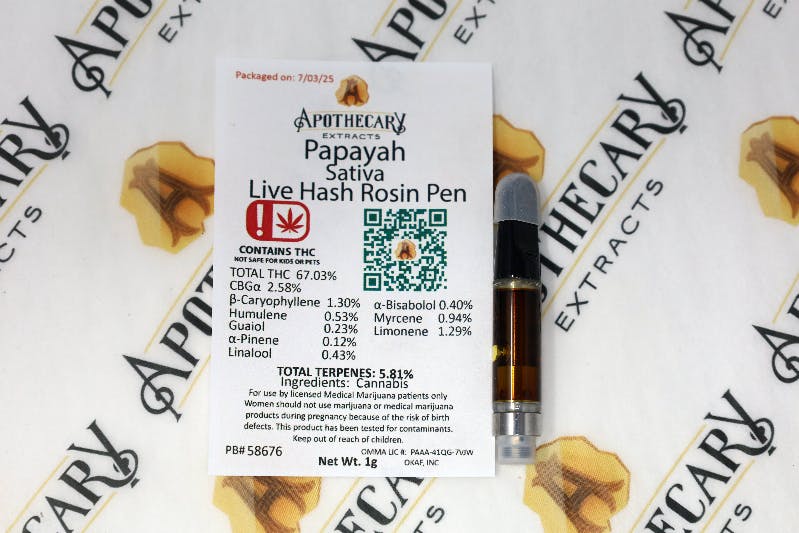 Packaged on: 7/03/25
APOTHECARY
EXTRACTS
Papayah
Sativa
Live Hash Rosin Pen
CONTAINS THC
NOT SAFE FOR KIDS OR PETS
TOTAL THC 67.03%
CBGα 2.58%
β-Caryophyllene 1.30%
Humulene 0.53%
Guaiol 0.23%
α-Pinene 0.12%
Linalool 0.43%
α-Bisabolol 0.40%
Myrcene 0.94%
Limonene 1.29%
TOTAL TERPENES: 5.81%
Ingredients: Cannabis
For use by licensed Medical Marijuana patients only
Women should not use marijuana or medical marijuana
products during pregnancy because of the risk of birth
defects. This product has been tested for contaminants.
Keep out of reach of children.
PB# 58676
OMMA LIC #: PAAA-41QG-7VJW
Net Wt. 1g
OKAF, INC
APOTHECARY
EXTRACTS
APOTHECARY
EXTRACTS
APOTHECARY
EXTRACTS